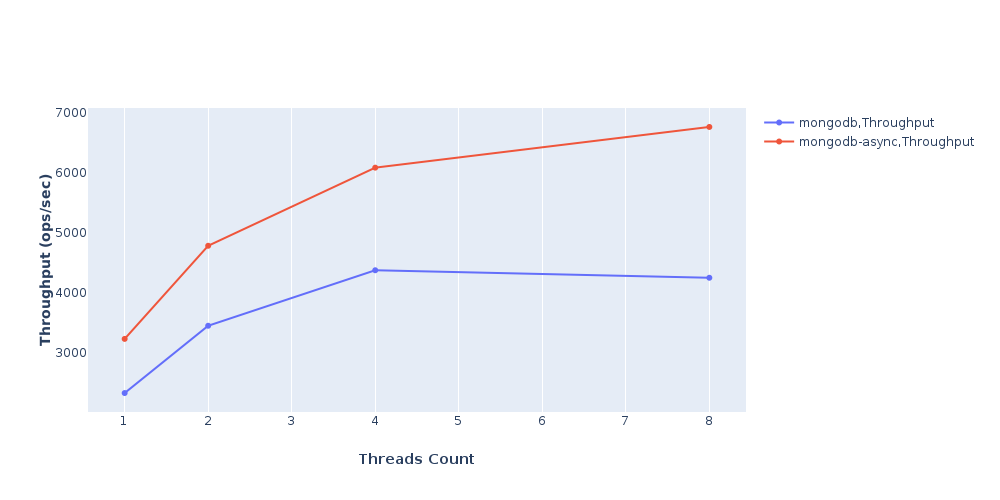 7000
6000
5000
4000
3000
Throughput (ops/sec)
1 2 3 4 5 6 7 8
Threads Count
mongodb,Throughput
mongodb-async,Throughput